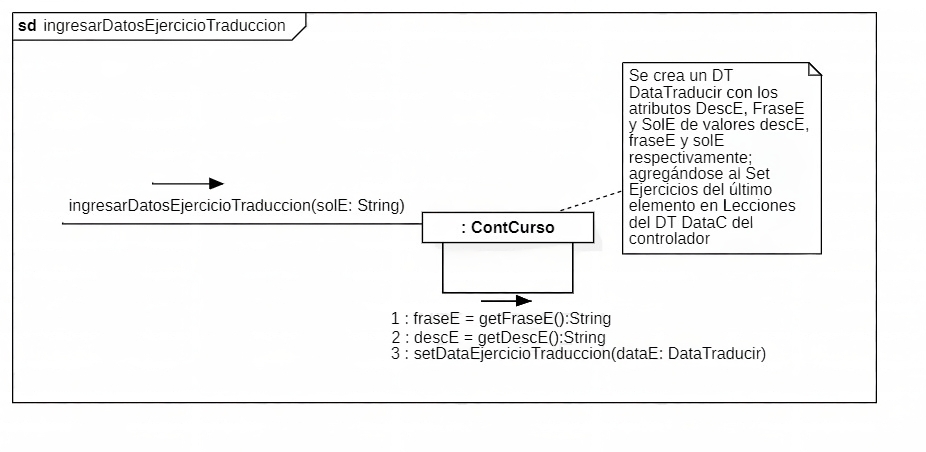 sd ingresarDatosEjercicioTraduccion
Se crea un DT
DataTraducir con los
atributos DescE, FraseE
y SolE de valores descE,
fraseE y solE
respectivamente;
agregándose al Set
Ejercicios del último
elemento en Lecciones
del DT DataC del
controlador
ingresarDatosEjercicioTraduccion(solE: String)
: ContCurso
1 : fraseE = getFraseE():String
2 : descE = getDescE():String
3 : setDataEjercicioTraduccion(dataE: DataTraducir)